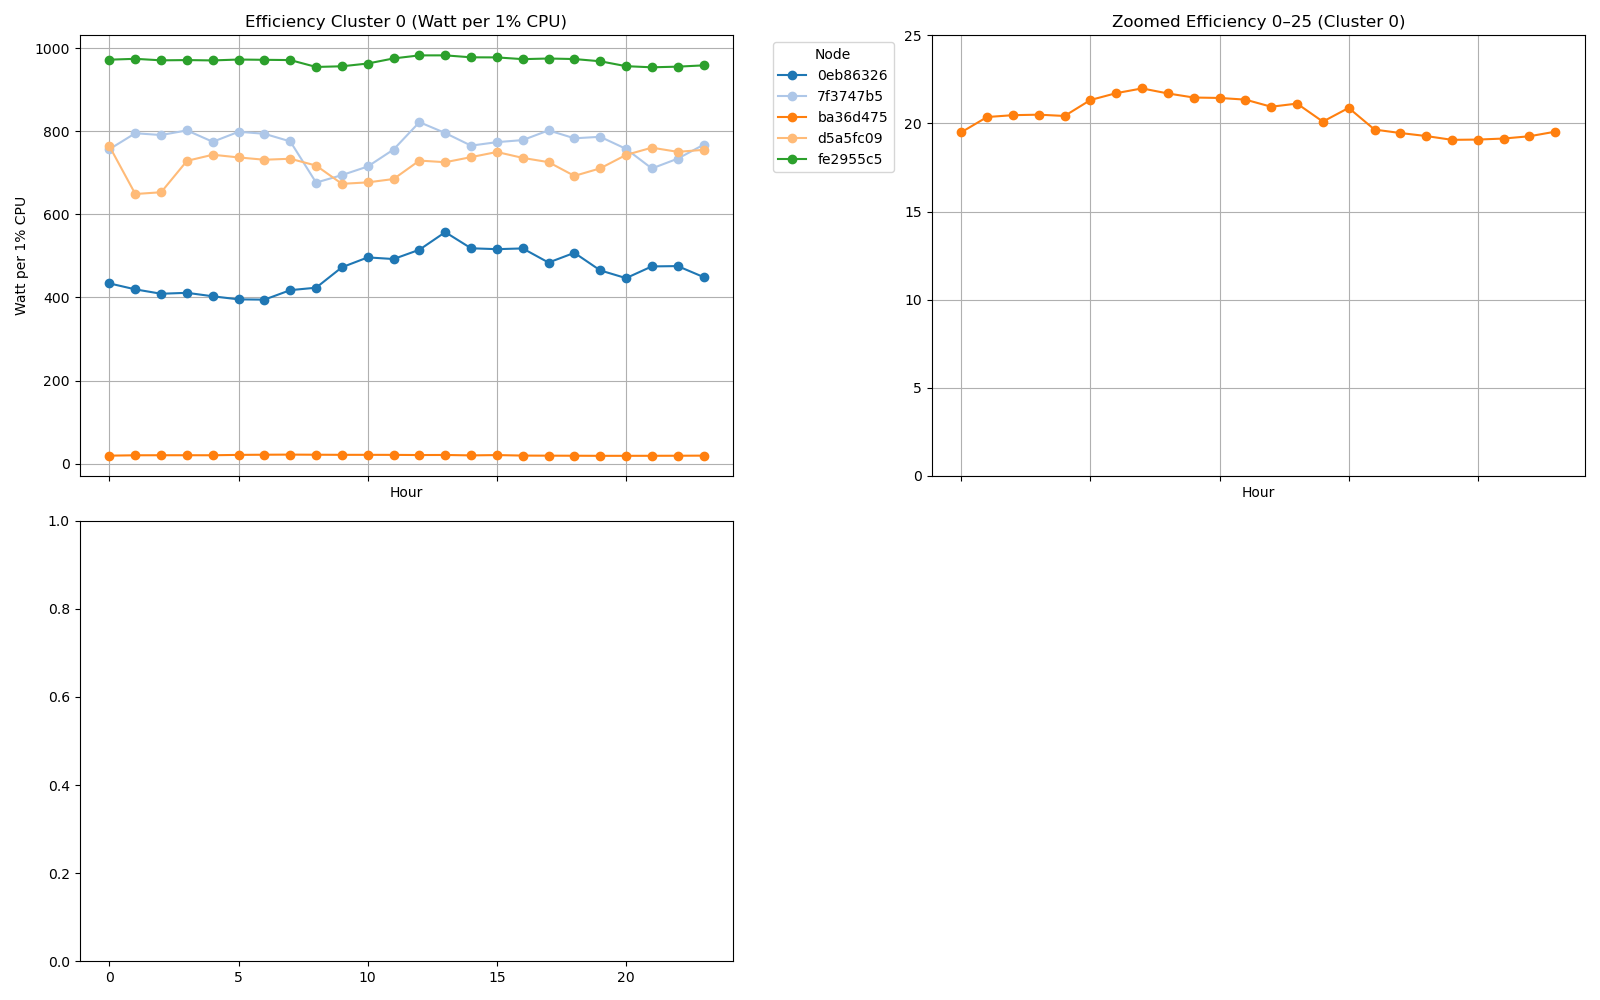 Efficiency Cluster 0 (Watt per 1% CPU)
1000
800
600
400
200
0
Watt per 1% CPU
Hour
Node
0eb86326
7f3747b5
ba36d475
d5a5fc09
fe2955c5
Zoomed Efficiency 0–25 (Cluster 0)
25
20
15
10
5
0
Hour
1.0
0.8
0.6
0.4
0.2
0.0
0 5 10 15 20